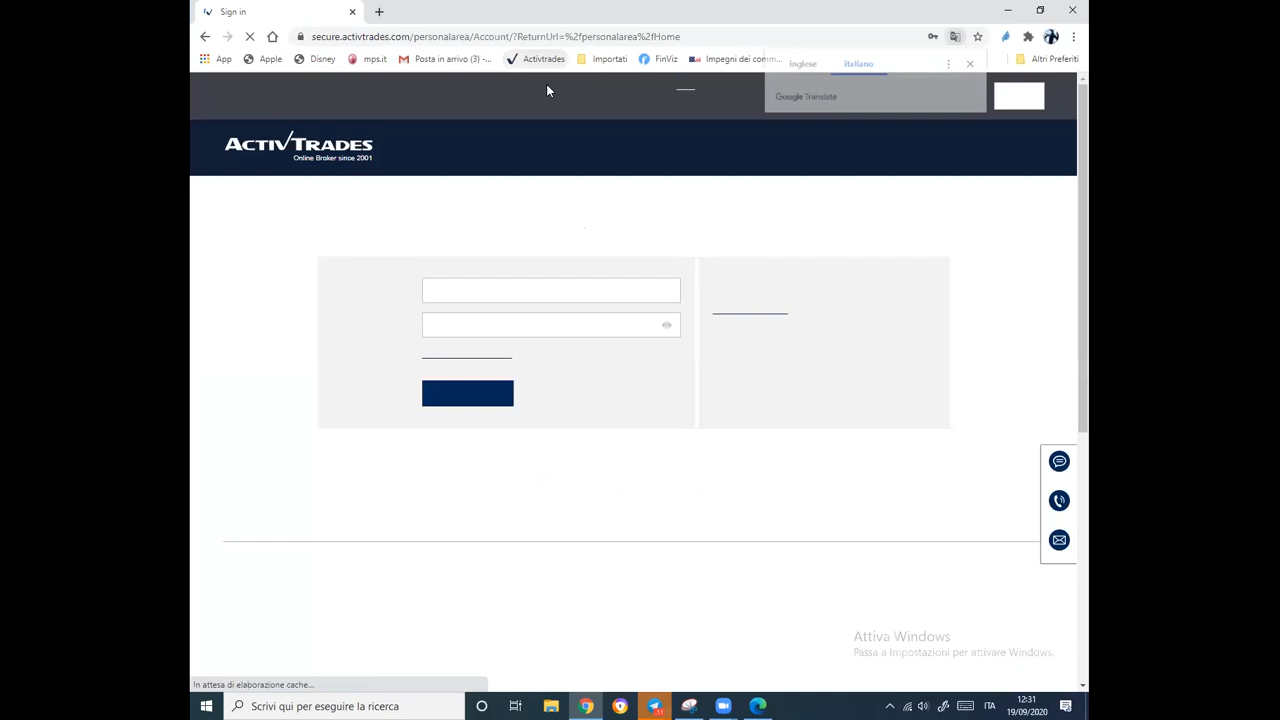 Sign in
secure.activtrades.com/personalarea/Account/?ReturnUrl=%2fpersonalarea%2fHome
App Apple Disney mps.it Posta in arrivo (3) -... Activtrades Importati FinViz Impegni dei com... Altri Preferiti
inglese italiano
Google Translate
ACTIVTRADES
Online Broker since 2001
Attiva Windows
Passa a Impostazioni per attivare Windows.
In attesa di elaborazione cache...
Scrivi qui per eseguire la ricerca
ITA
12:31
19/09/2020